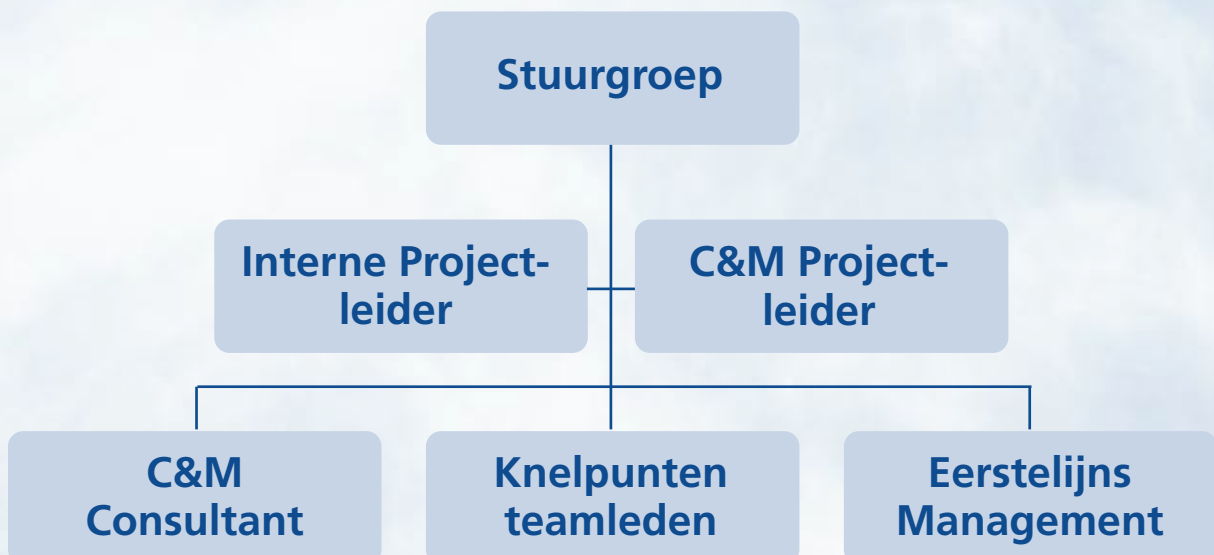 Stuurgroep
Interne Project-
leider
C&M Project-
leider
C&M
Consultant
Knelpunten
teamleden
Eerstelijns
Management